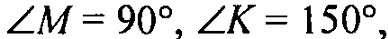 ∠M = 90°, ∠K = 150°,